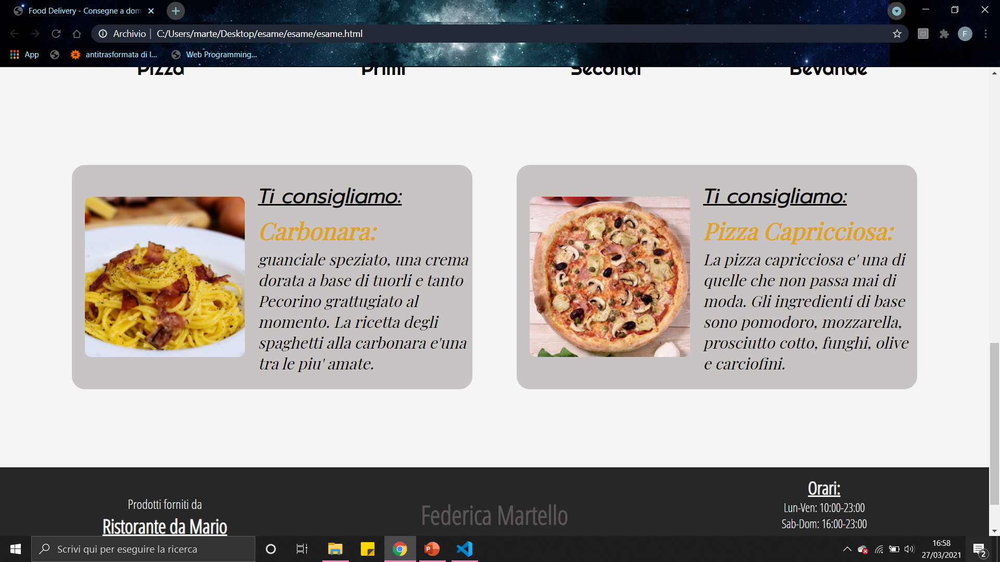 Food Delivery - Consegne a dom
Archivio | C:/Users/marte/Desktop/esame/esame/esame.html
F
App
antitrasformata di l...
Web Programming...
Pizza
Primi
Secondi
Bevande
Ti consigliamo:
Carbonara:
guanciale speziato, una crema
dorata a base di tuorli e tanto
Pecorino grattugiato al
momento. La ricetta degli
spaghetti alla carbonara e'una
tra le piu' amate.
Ti consigliamo:
Pizza Capricciosa:
La pizza capricciosa e' una di
quelle che non passa mai di
moda. Gli ingredienti di base
sono pomodoro, mozzarella,
prosciutto cotto, funghi, olive
e carciofini.
Prodotti forniti da
Ristorante da Mario
Federica Martello
Orari:
Lun-Ven: 10:00-23:00
Sab-Dom: 16:00-23:00
Scrivi qui per eseguire la ricerca
16:58
27/03/2021
2